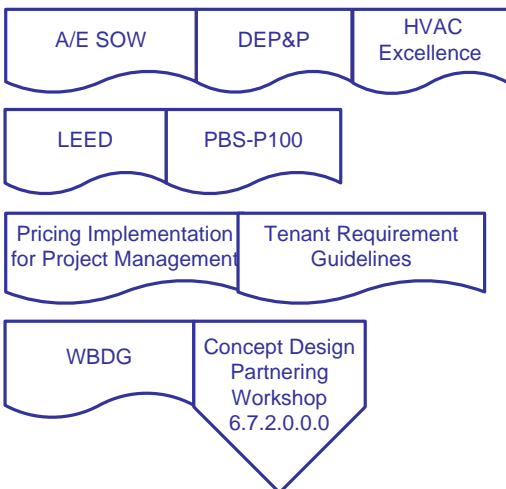 A/E SOW
DEP&P
HVAC
Excellence
LEED
PBS-P100
Pricing Implementation
for Project Management
Tenant Requirement
Guidelines
WBDG
Concept Design
Partnering
Workshop
6.7.2.0.0.0